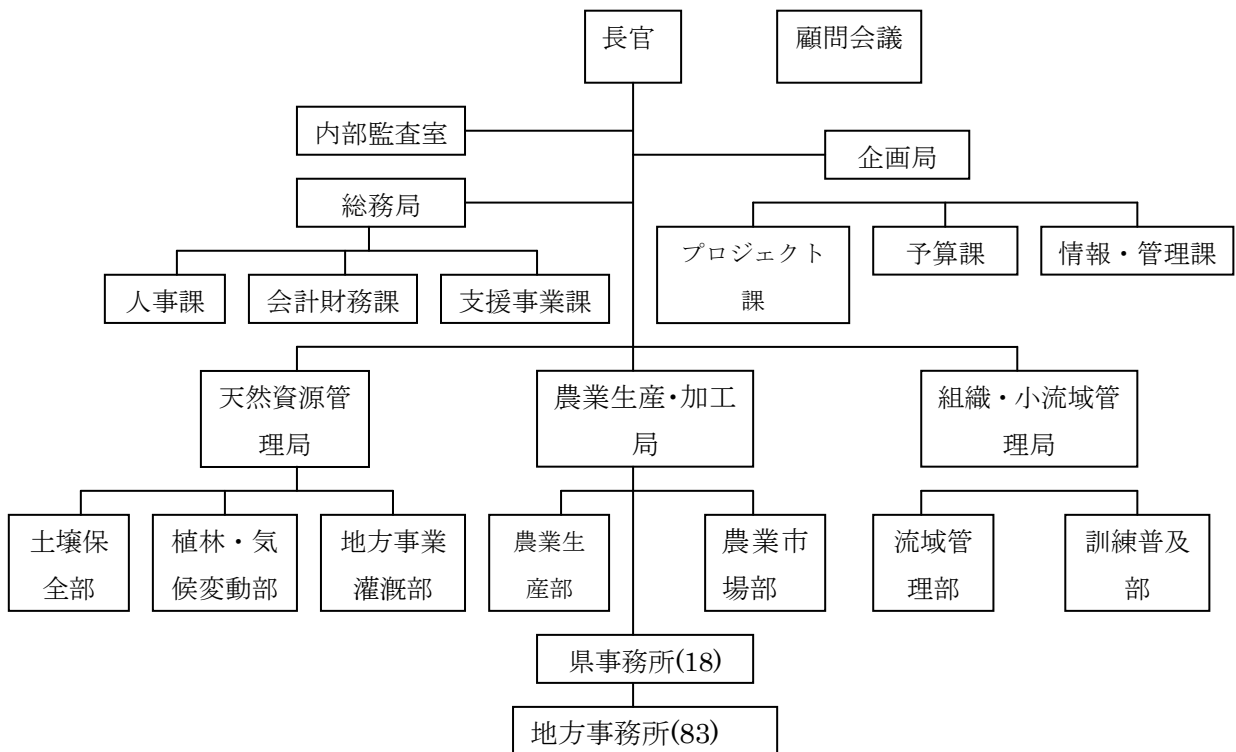 長官
顧問会議
内部監査室
企画局
総務局
プロジェクト
課
予算課
情報・管理課
人事課
会計財務課
支援事業課
天然資源管
理局
農業生産・加工
局
組織・小流域管
理局
土壌保
全部
植林・気
候変動部
地方事業
灌漑部
農業生
産部
農業市
場部
流域管
理部
訓練普及
部
県事務所(18)
地方事務所(83)